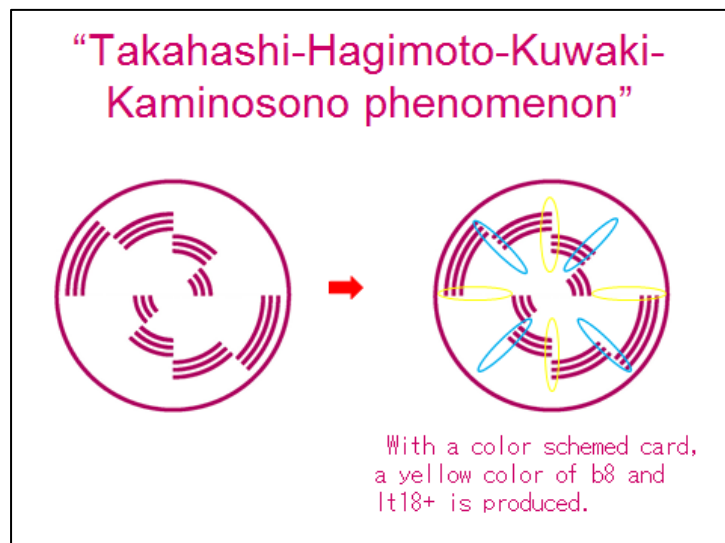 “Takahashi-Hagimoto-Kuwaki-
Kaminosono phenomenon”
With a color schemed card,
a yellow color of b8 and
lt18+ is produced.